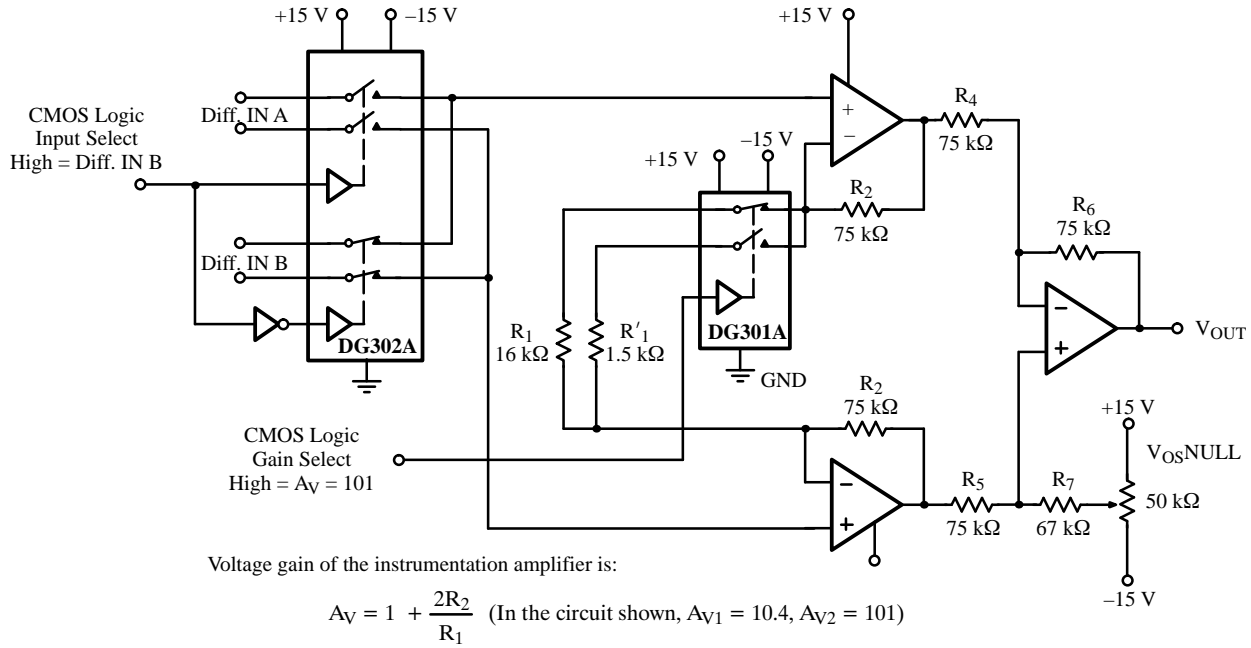 +15 V
–15 V
+15 V
CMOS Logic
Input Select
High = Diff. IN B
Diff. IN A
+
−
R4
75 kΩ
+15 V
–15 V
R2
75 kΩ
R6
75 kΩ
Diff. IN B
DG302A
R1
16 kΩ
R′1
1.5 kΩ
DG301A
GND
−
+
VOUT
CMOS Logic
Gain Select
High = AV = 101
R2
75 kΩ
−
+
R5
75 kΩ
R7
67 kΩ
+15 V
VOSNULL
50 kΩ
–15 V
Voltage gain of the instrumentation amplifier is:
AV = 1 + 2R2/R1 (In the circuit shown, AV1 = 10.4, AV2 = 101)